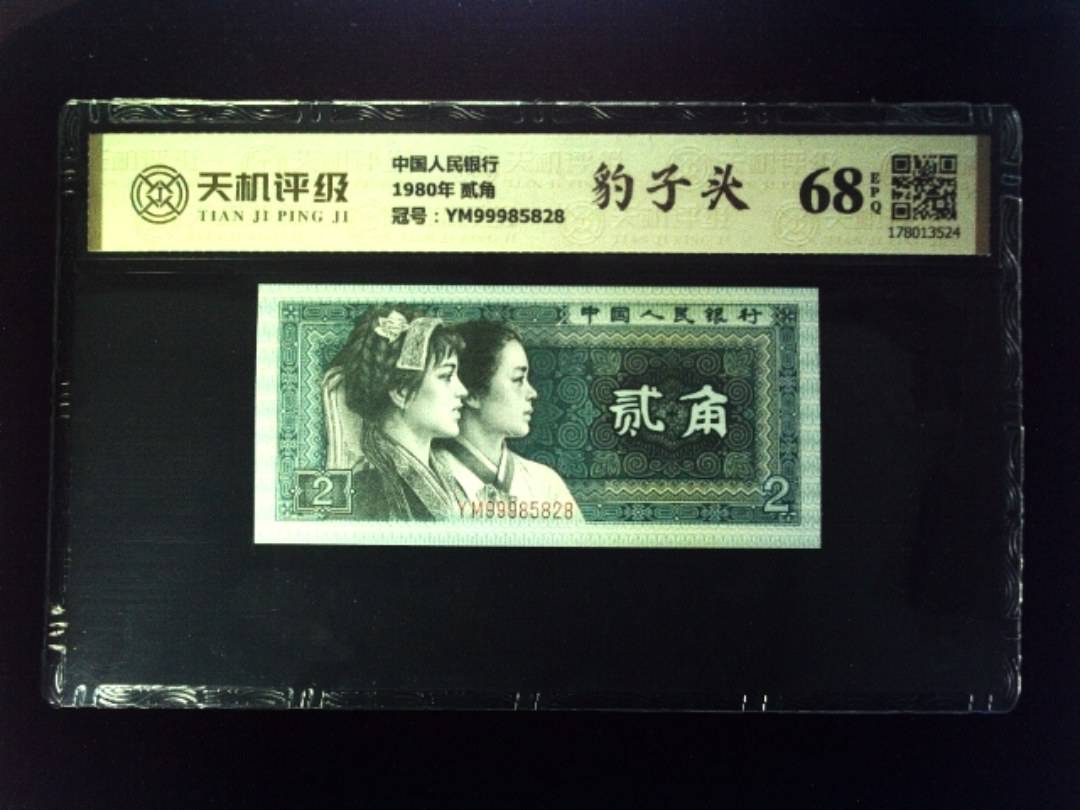 天机评级
TIAN JI PING JI
中国人民银行
1980年 贰角
冠号：YM99985828
豹子头
68
EPQ
178013524
中国人民银行
贰角
2
YM99985828
2